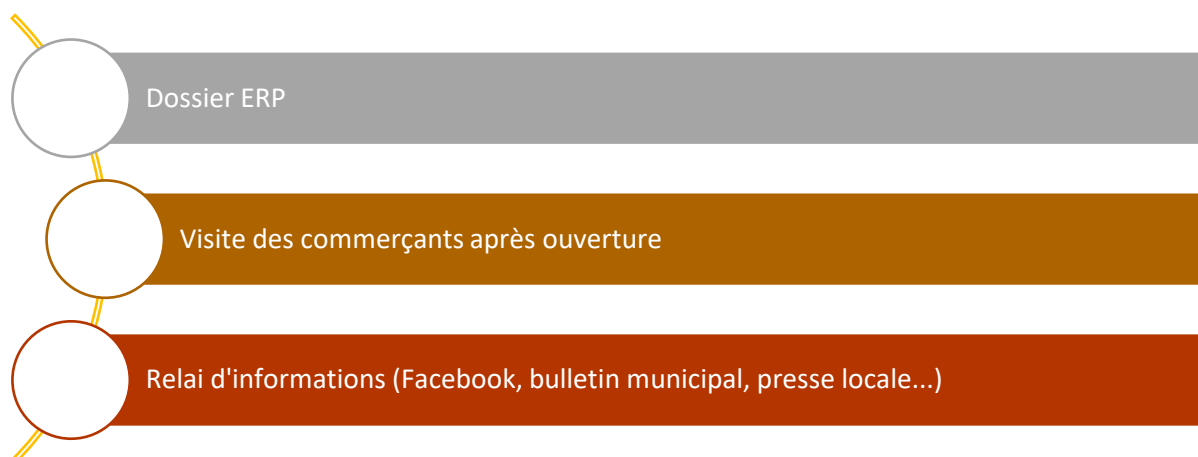 Dossier ERP
Visite des commerçants après ouverture
Relai d'informations (Facebook, bulletin municipal, presse locale...)